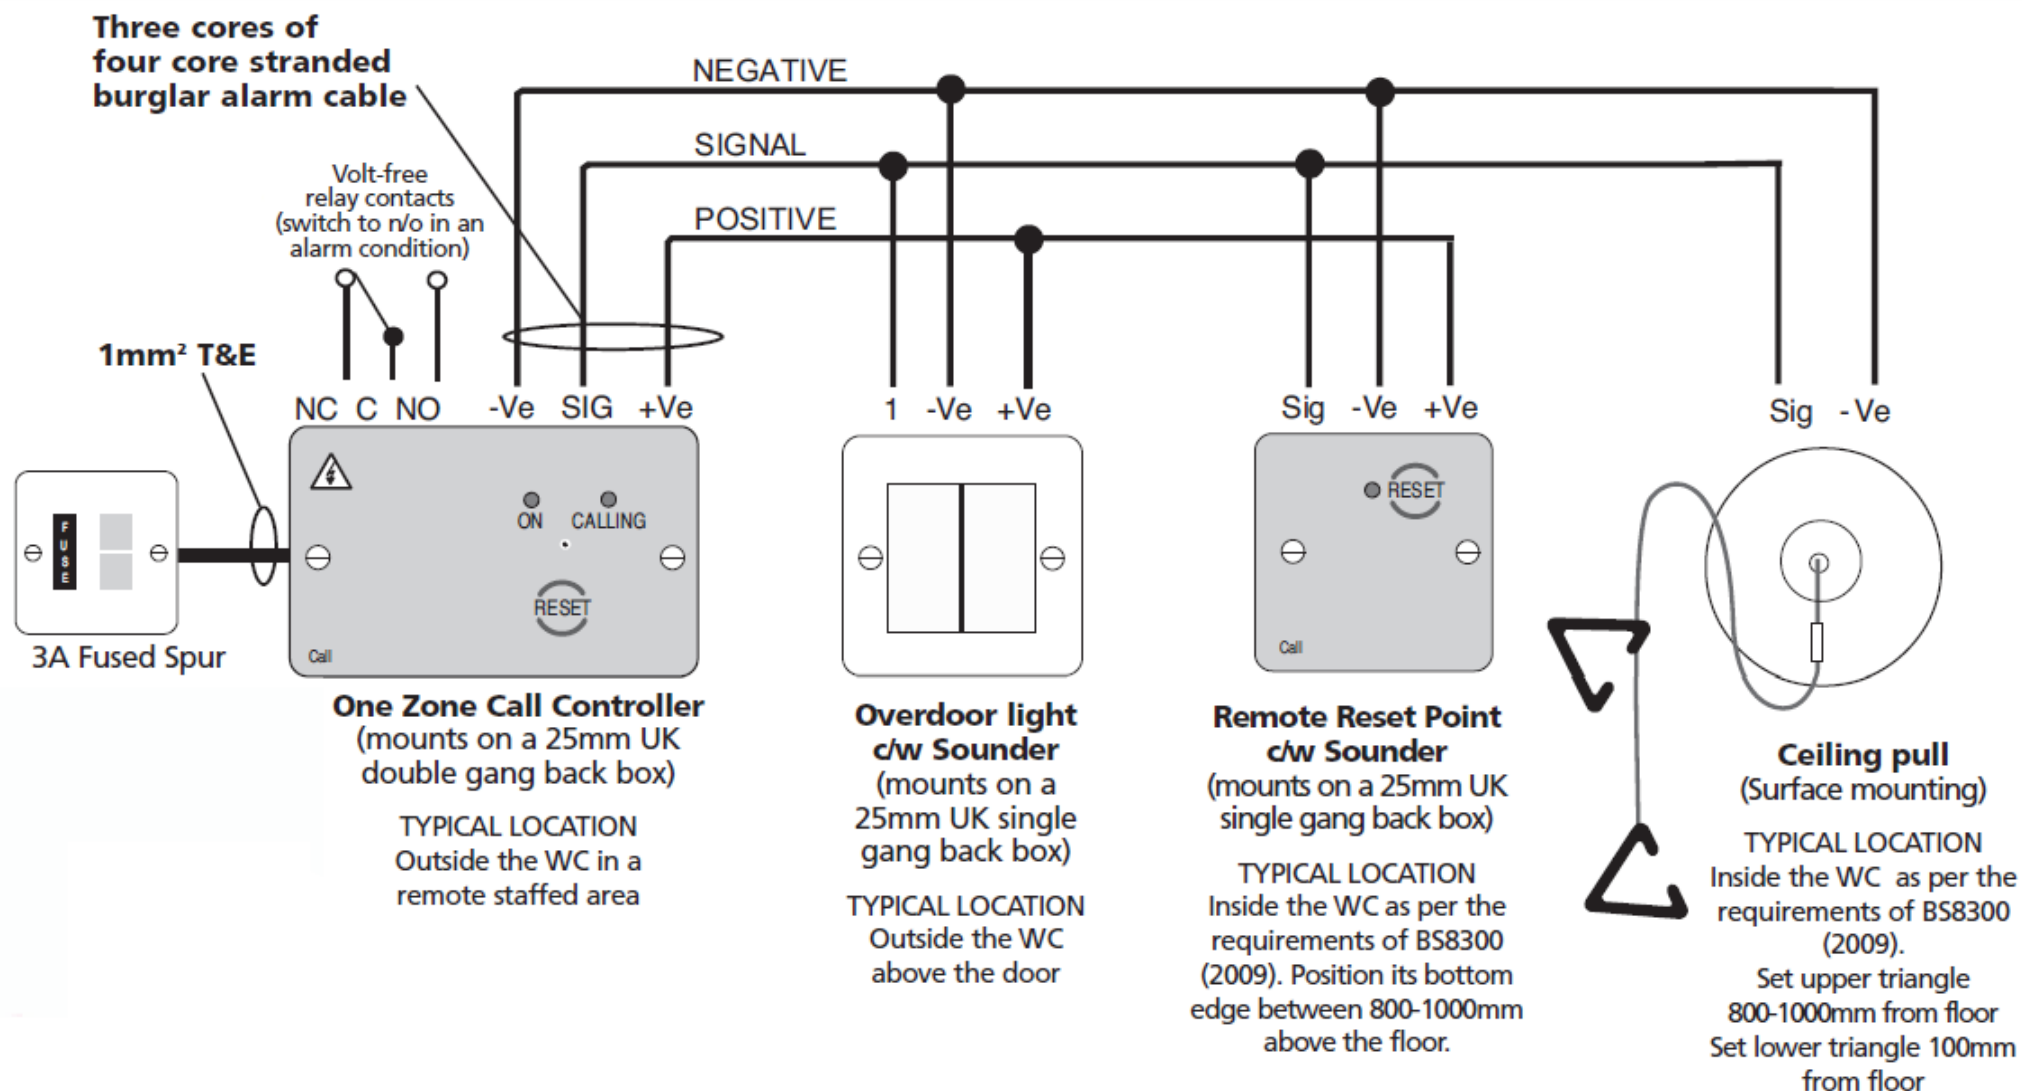 Three cores of
four core stranded
burglar alarm cable
NEGATIVE
SIGNAL
POSITIVE
Volt-free
relay contacts
(switch to n/o in an
alarm condition)
1mm² T&E
NC C NO -Ve SIG +Ve
1 -Ve +Ve
Sig -Ve +Ve
Sig - Ve
FUSE
3A Fused Spur
ON CALLING
RESET
Call
RESET
Call
One Zone Call Controller
(mounts on a 25mm UK
double gang back box)
TYPICAL LOCATION
Outside the WC in a
remote staffed area
Overdoor light
c/w Sounder
(mounts on a
25mm UK single
gang back box)
TYPICAL LOCATION
Outside the WC
above the door
Remote Reset Point
c/w Sounder
(mounts on a 25mm UK
single gang back box)
TYPICAL LOCATION
Inside the WC as per the
requirements of BS8300
(2009). Position its bottom
edge between 800-1000mm
above the floor.
Ceiling pull
(Surface mounting)
TYPICAL LOCATION
Inside the WC as per the
requirements of BS8300
(2009).
Set upper triangle
800-1000mm from floor
Set lower triangle 100mm
from floor